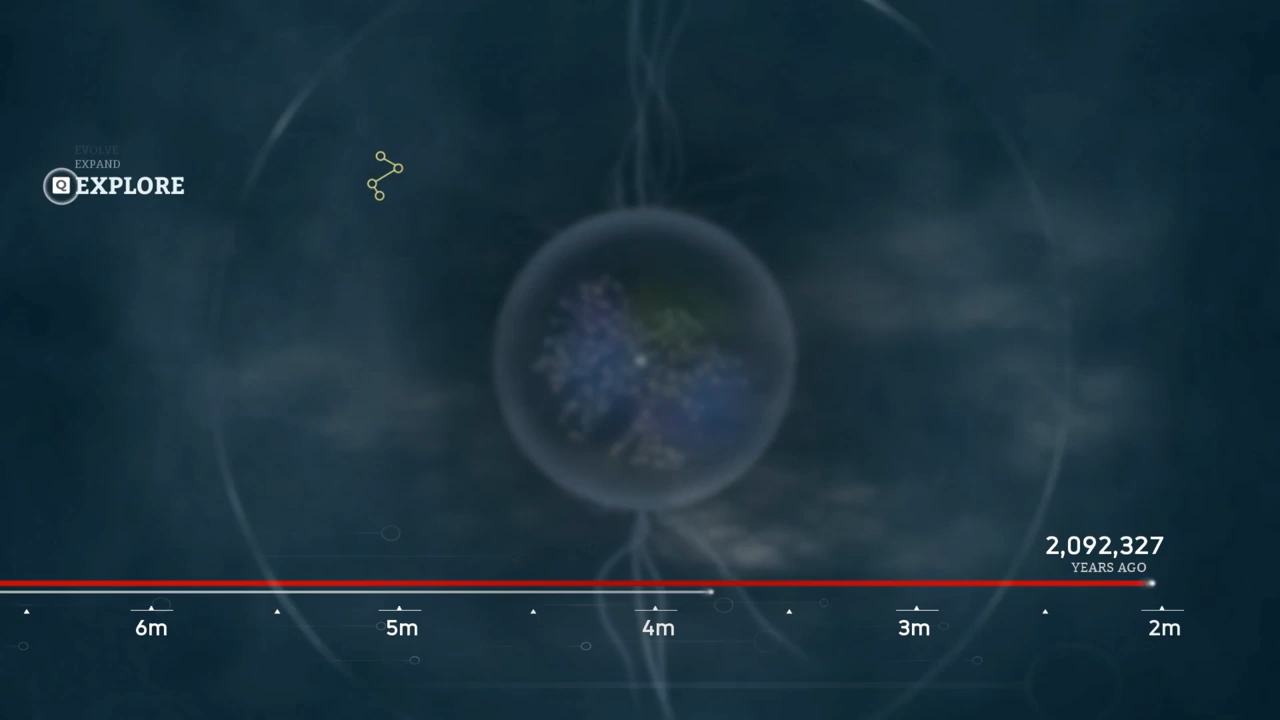 EVOLVE
EXPAND
EXPLORE
2,092,327
YEARS AGO
6m
5m
4m
3m
2m